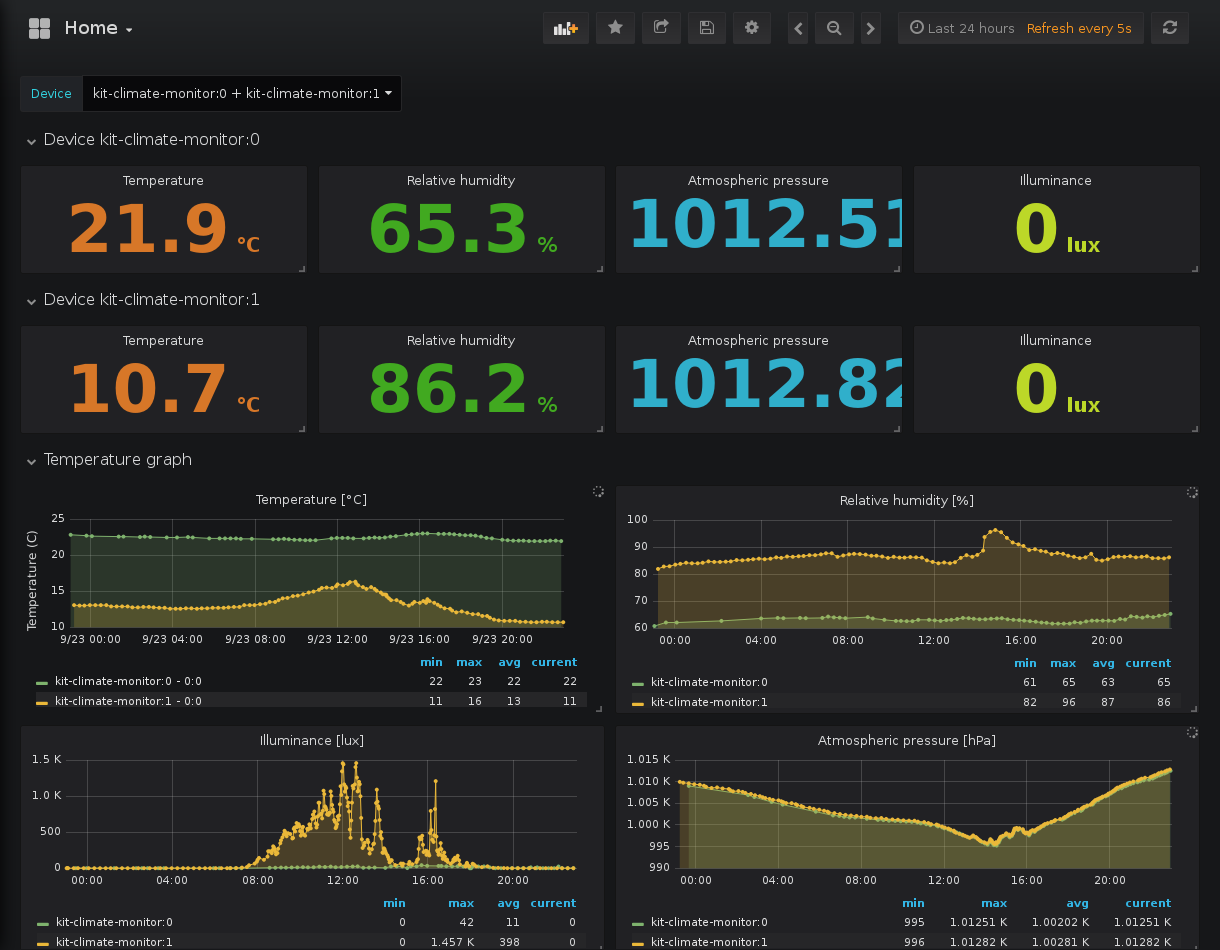 Home
Last 24 hours Refresh every 5s
Device kit-climate-monitor:0 + kit-climate-monitor:1
Device kit-climate-monitor:0
Temperature Relative humidity Atmospheric pressure Illuminance
21.9 °C 65.3 % 1012.51 0 lux
Device kit-climate-monitor:1
Temperature Relative humidity Atmospheric pressure Illuminance
10.7 °C 86.2 % 1012.82 0 lux
Temperature graph
Temperature [°C]
Temperature (C)
25
20
15
10
9/23 00:00 9/23 04:00 9/23 08:00 9/23 12:00 9/23 16:00 9/23 20:00
min max avg current
kit-climate-monitor:0 - 0:0 22 23 22 22
kit-climate-monitor:1 - 0:0 11 16 13 11
Relative humidity [%]
100
90
80
70
60
00:00 04:00 08:00 12:00 16:00 20:00
min max avg current
kit-climate-monitor:0 61 65 63 65
kit-climate-monitor:1 82 96 87 86
Illuminance [lux]
1.5 K
1.0 K
500
0
00:00 04:00 08:00 12:00 16:00 20:00
min max avg current
kit-climate-monitor:0 0 42 11 0
kit-climate-monitor:1 0 1.457 K 398 0
Atmospheric pressure [hPa]
1.015 K
1.010 K
1.005 K
1.000 K
995
990
00:00 04:00 08:00 12:00 16:00 20:00
min max avg current
kit-climate-monitor:0 995 1.01251 K 1.00202 K 1.01251 K
kit-climate-monitor:1 996 1.01282 K 1.00281 K 1.01282 K